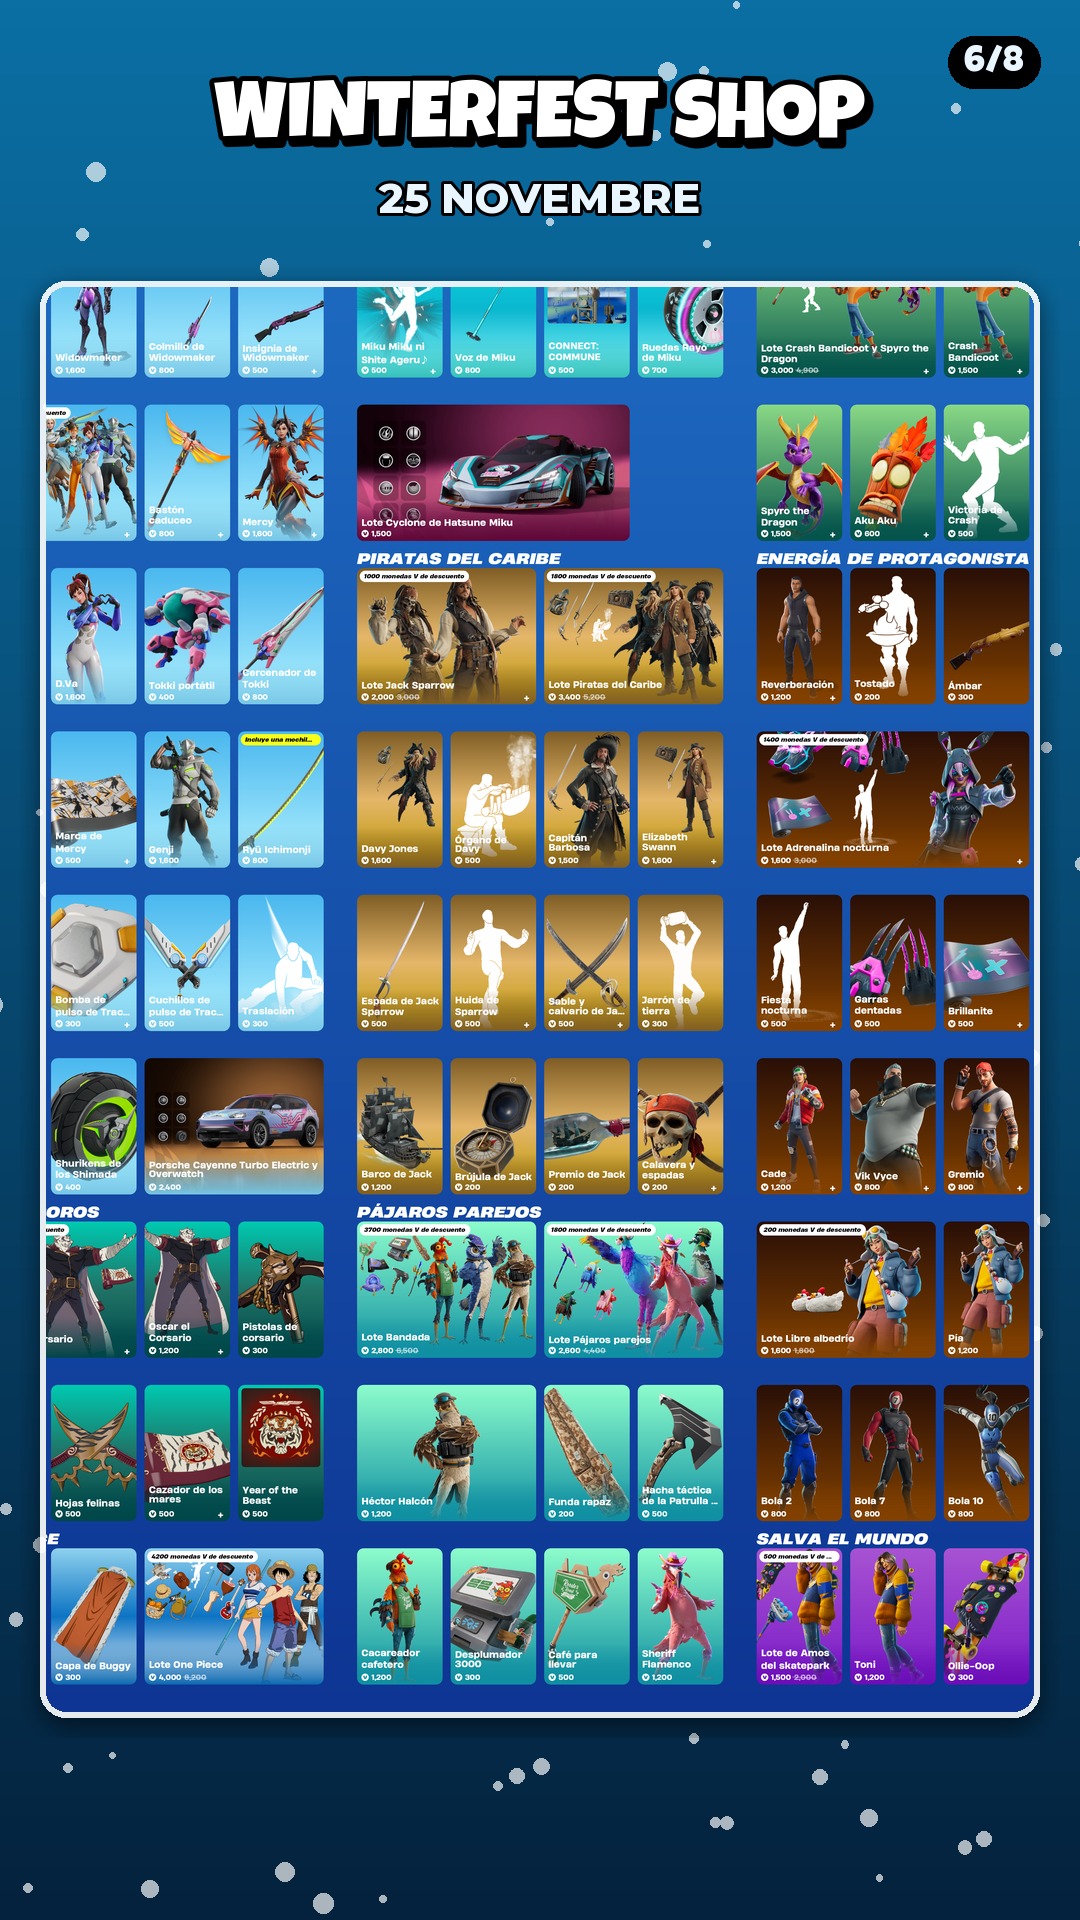 6/8
WINTERFEST SHOP
25 NOVEMBRE
Widowmaker
1,600
Colmillo de
Widowmaker
800
Insignia de
Widowmaker
500
Miku Miku ni
Shite Ageru♪
500
Voz de Miku
800
CONNECT:
COMMUNE
500
Ruedas Rayo
de Miku
700
Lote Crash Bandicoot y Spyro the
Dragon
3,000 4,900
Crash
Bandicoot
1,500
uento
Bastón
caduceo
800
Mercy
1,600
Lote Cyclone de Hatsune Miku
1,500
Spyro the
Dragon
1,500
Aku Aku
600
Victoria de
Crash
500
PIRATAS DEL CARIBE
ENERGÍA DE PROTAGONISTA
D.Va
1,600
Tokki portátil
400
Cercenador de
Tokki
800
1000 monedas V de descuento
Lote Jack Sparrow
2,000 3,000
1800 monedas V de descuento
Lote Piratas del Caribe
3,400 5,200
Reverberación
1,200
Tostado
200
Ámbar
300
Marca de
Mercy
500
Genji
1,600
Incluye una mochil...
Ryū Ichimonji
800
Davy Jones
1,600
Órgano de
Davy
500
Capitán
Barbosa
1,500
Elizabeth
Swann
1,600
1400 monedas V de descuento
Lote Adrenalina nocturna
1,600 3,000
Bomba de
pulso de Trac...
300
Cuchillos de
pulso de Trac...
500
Traslación
300
Espada de Jack
Sparrow
500
Huida de
Sparrow
500
Sable y
calvario de Ja...
500
Jarrón de
tierra
300
Fiesta
nocturna
500
Garras
dentadas
500
Brillanite
500
Shurikens de
los Shimada
400
Porsche Cayenne Turbo Electric y
Overwatch
2,400
Barco de Jack
1,200
Brújula de Jack
200
Premio de Jack
200
Calavera y
espadas
200
Cade
1,200
Vik Vyce
800
Gremio
800
OROS
PÁJAROS PAREJOS
uento
rsario
Oscar el
Corsario
1,200
Pistolas de
corsario
300
3700 monedas V de descuento
Lote Bandada
2,800 6,500
1800 monedas V de descuento
Lote Pájaros parejos
2,600 4,400
200 monedas V de descuento
Lote Libre albedrío
1,600 1,800
Pía
1,200
Hojas felinas
500
Cazador de los
mares
500
Year of the
Beast
500
Héctor Halcón
1,200
Funda rapaz
200
Hacha táctica
de la Patrulla ...
500
Bola 2
800
Bola 7
800
Bola 10
800
BE
SALVA EL MUNDO
Capa de Buggy
300
4200 monedas V de descuento
Lote One Piece
4,000 8,200
Cacareador
cafetero
1,200
Desplumador
3000
300
Café para
llevar
500
Sheriff
Flamenco
1,200
500 monedas V de ...
Lote de Amos
del skatepark
1,500 2,000
Toni
1,200
Ollie-Oop
300